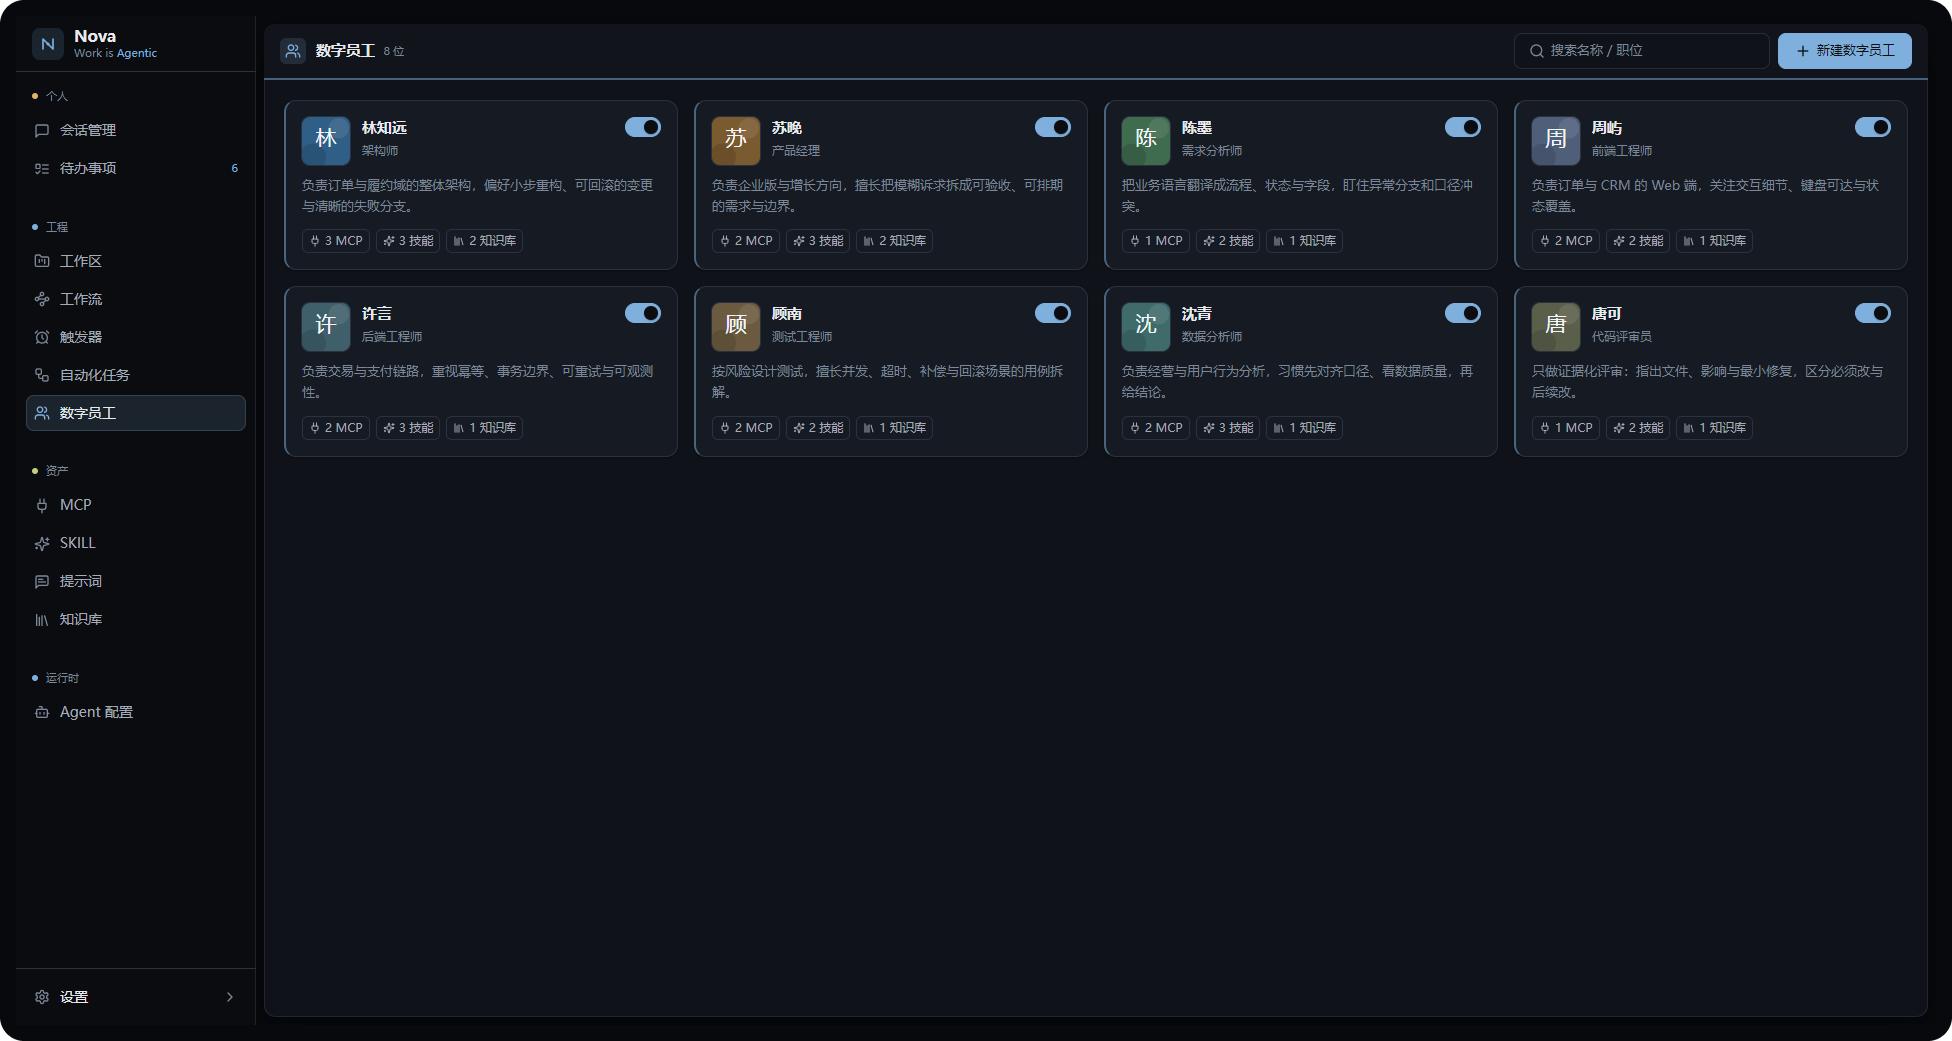 Nova
Work is Agentic
个人
会话管理
待办事项 6
工程
工作区
工作流
触发器
自动化任务
数字员工
资产
MCP
SKILL
提示词
知识库
运行时
Agent 配置
设置
数字员工 8 位
搜索名称 / 职位
新建数字员工
林
林知远
架构师
负责订单与履约域的整体架构，偏好小步重构、可回滚的变更
与清晰的失败分支。
3 MCP 3 技能 2 知识库
苏
苏晚
产品经理
负责企业版与增长方向，擅长把模糊诉求拆成可验收、可排期
的需求与边界。
2 MCP 3 技能 2 知识库
陈
陈墨
需求分析师
把业务语言翻译成流程、状态与字段，盯住异常分支和口径冲
突。
1 MCP 2 技能 1 知识库
周
周屿
前端工程师
负责订单与 CRM 的 Web 端，关注交互细节、键盘可达与状
态覆盖。
2 MCP 2 技能 1 知识库
许
许言
后端工程师
负责交易与支付链路，重视幂等、事务边界、可重试与可观测
性。
2 MCP 3 技能 1 知识库
顾
顾南
测试工程师
按风险设计测试，擅长并发、超时、补偿与回滚场景的用例拆
解。
2 MCP 2 技能 1 知识库
沈
沈青
数据分析师
负责经营与用户行为分析，习惯先对齐口径、看数据质量，再
给结论。
2 MCP 3 技能 1 知识库
唐
唐可
代码评审员
只做证据化评审：指出文件、影响与最小修复，区分必须改与
后续改。
1 MCP 2 技能 1 知识库